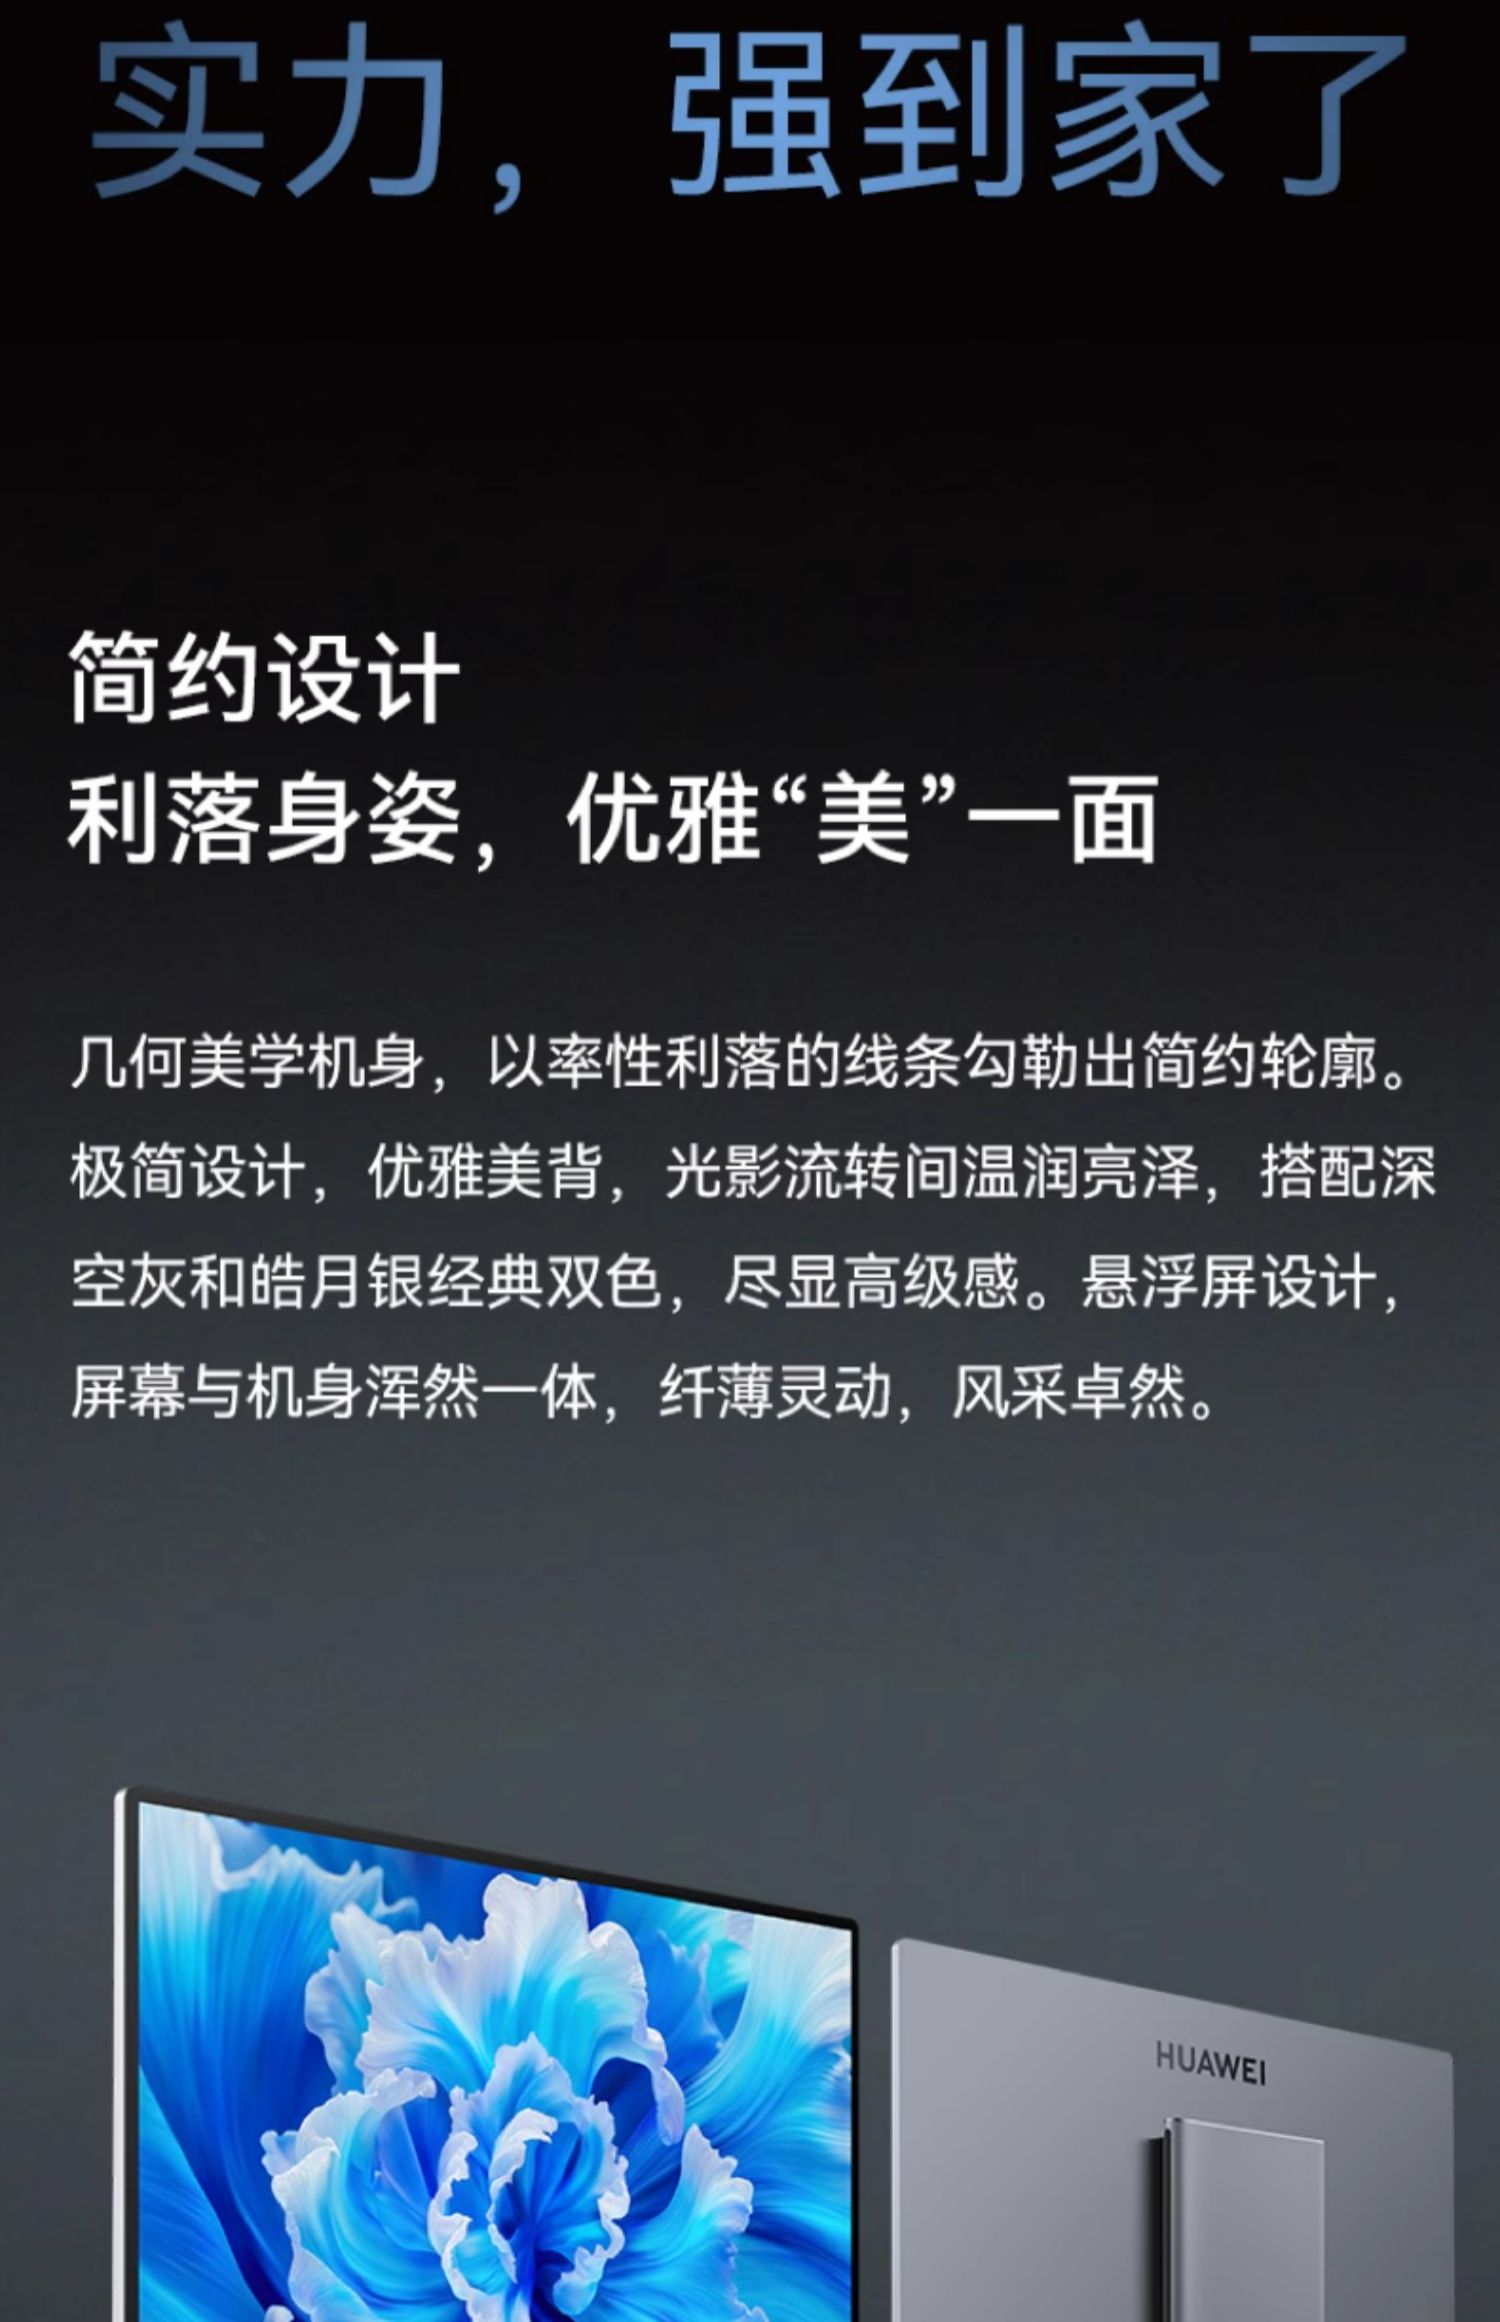 实力，强到家了
简约设计
利落身姿，优雅“美”一面
几何美学机身，以率性利落的线条勾勒出简约轮廓。
极简设计，优雅美背，光影流转间温润亮泽，搭配深
空灰和皓月银经典双色，尽显高级感。悬浮屏设计，
屏幕与机身浑然一体，纤薄灵动，风采卓然。
HUAWEI